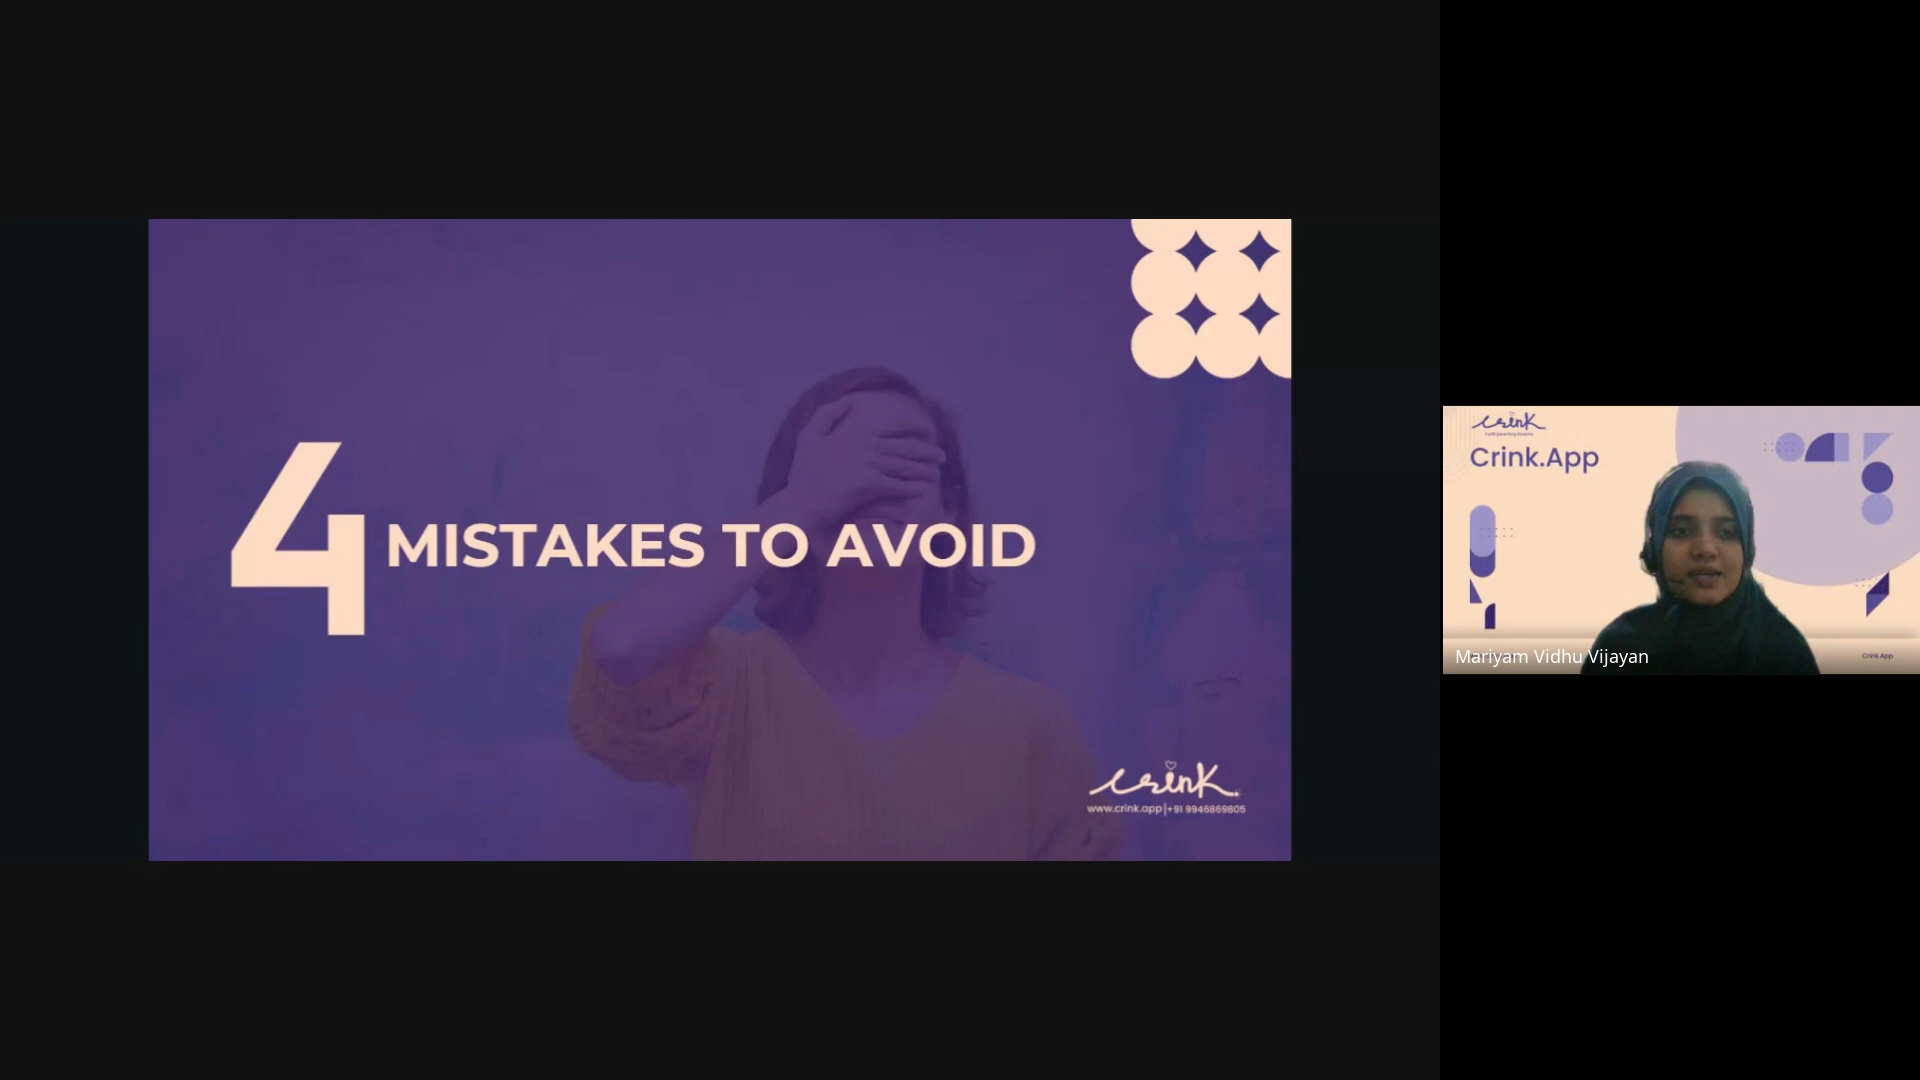 4 MISTAKES TO AVOID
crink.
www.crink.app|+91 9946869805
crink
Crink.App
Mariyam Vidhu Vijayan
Crink.App